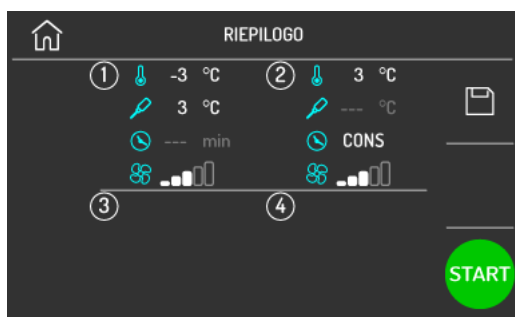 RIEPILOGO
1 -3 °C 2 3 °C
3 °C --- °C
--- min CONS
3 4
START